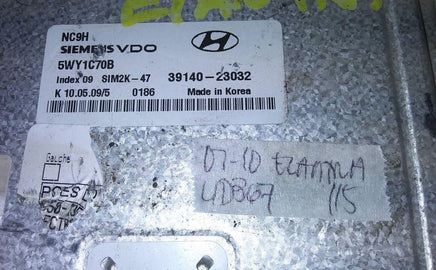 NC9H
SIEMENS VDO
5WY1C70B
Index 09 SIM2K-47 39140-23032
K 10.05.09/5 0186 Made in Korea
07-10 ELANTRA
115
Gauche